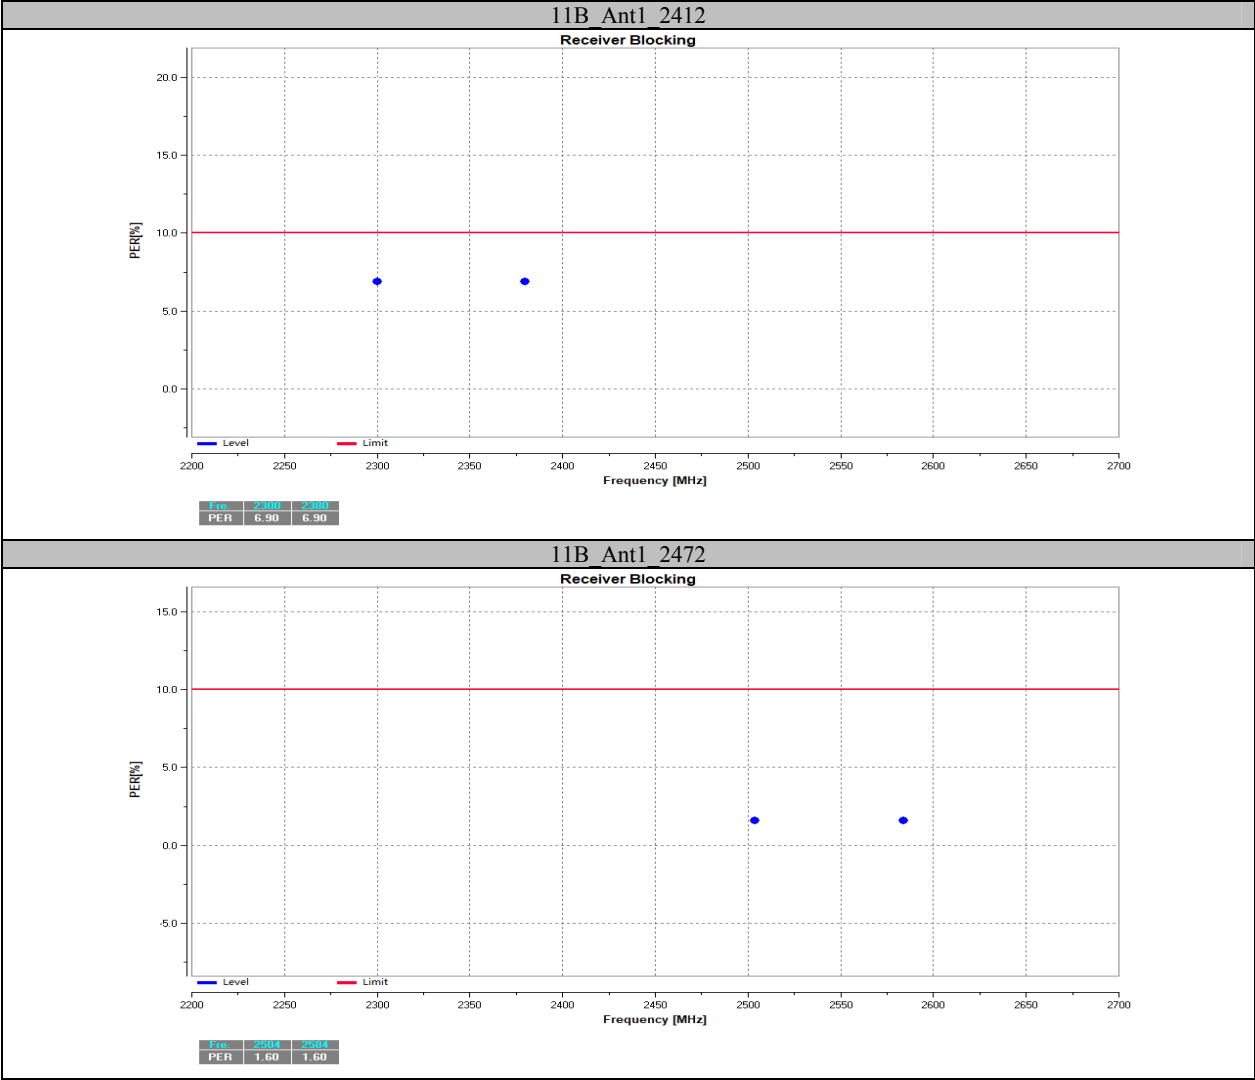 11B_Ant1_2412
Receiver Blocking
20.0
15.0
10.0
5.0
0.0
PER[%]
Level Limit
2200 2250 2300 2350 2400 2450 2500 2550 2600 2650 2700
Frequency [MHz]
Fre. 2300 2380
PER 6.90 6.90
11B_Ant1_2472
Receiver Blocking
15.0
10.0
5.0
0.0
-5.0
PER[%]
Level Limit
2200 2250 2300 2350 2400 2450 2500 2550 2600 2650 2700
Frequency [MHz]
Fre. 2504 2584
PER 1.60 1.60